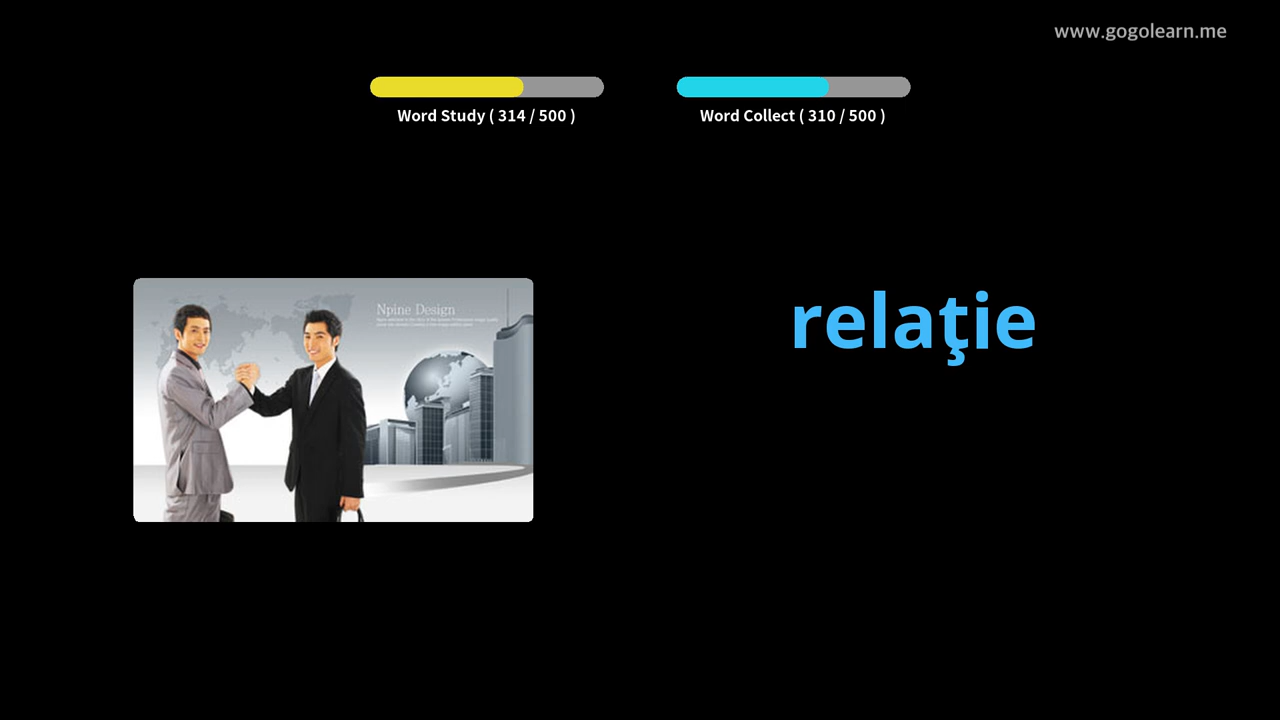 www.gogolearn.me
Word Study ( 314 / 500 )
Word Collect ( 310 / 500 )
Npine Design
relaţie